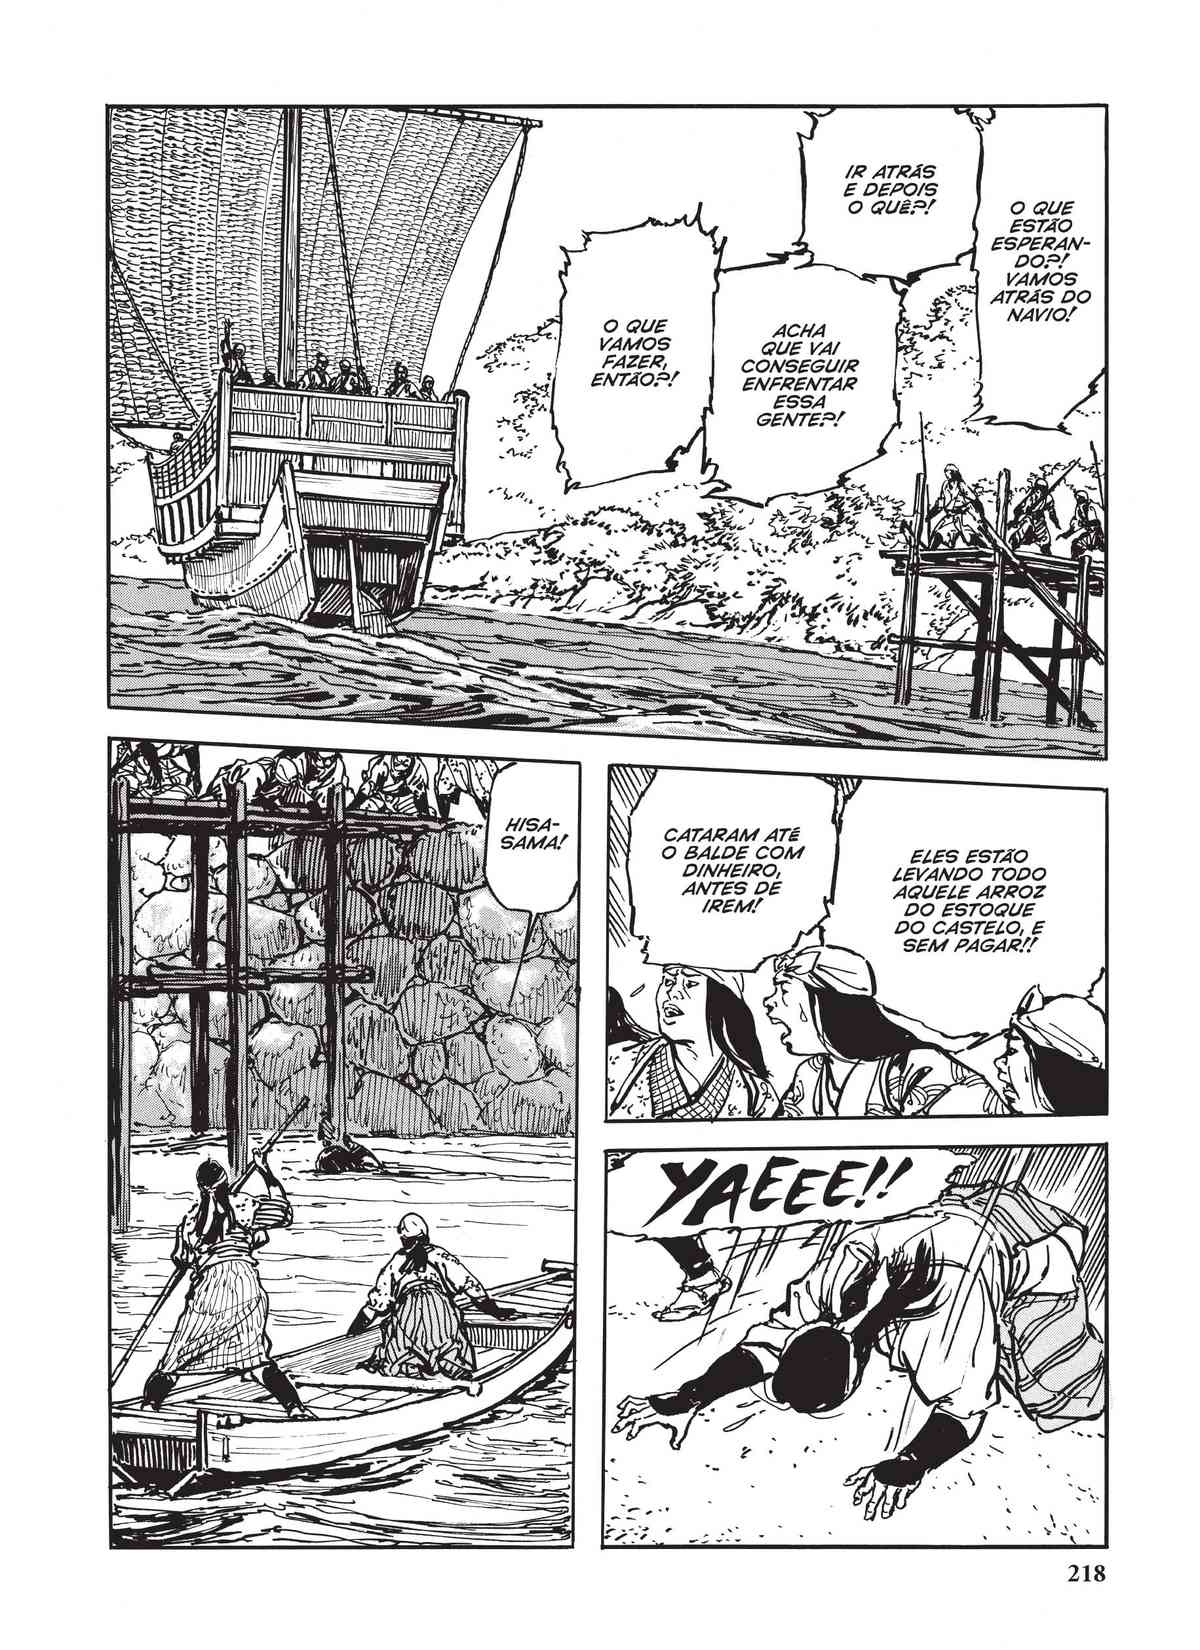 O QUE
ESTÃO
ESPERAN-
DO?!
VAMOS
ATRÁS DO
NAVIO!
IR ATRÁS
E DEPOIS
O QUÊ?!
ACHA
QUE VAI
CONSEGUIR
ENFRENTAR
ESSA
GENTE?!
O QUE
VAMOS
FAZER,
ENTÃO?!
ELES ESTÃO
LEVANDO TODO
AQUELE ARROZ
DO ESTOQUE
DO CASTELO, E
SEM PAGAR!!
CATARAM ATÉ
O BALDE COM
DINHEIRO,
ANTES DE
IREM!
YAEEE!!
HISA-
SAMA!
218